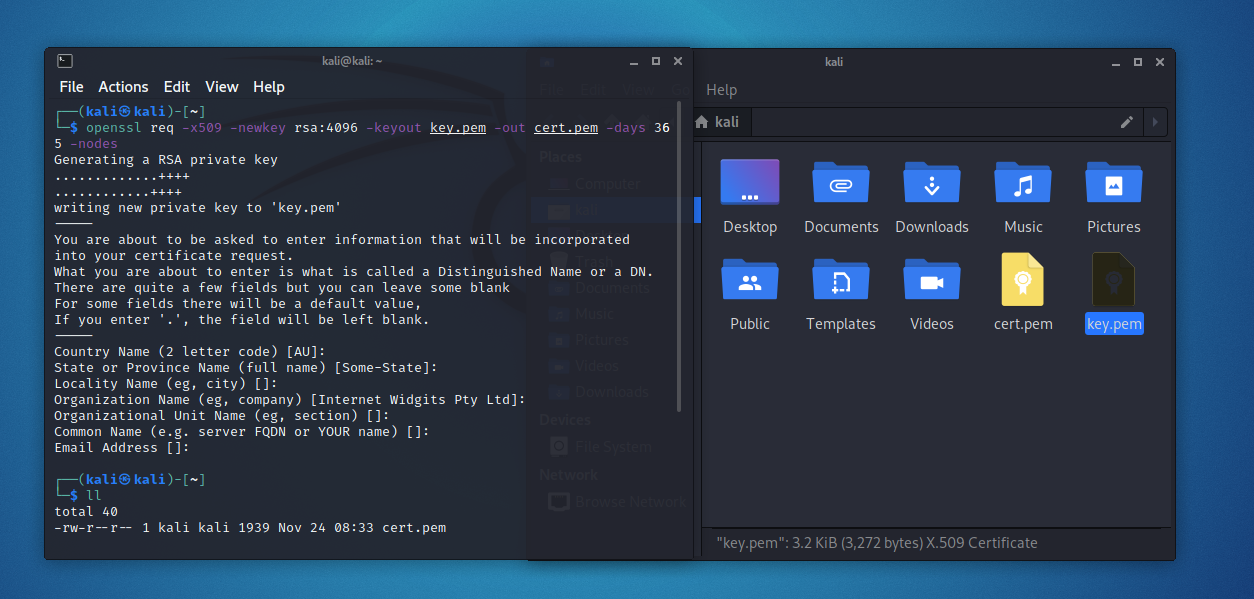 kali@kali: ~
File Actions Edit View Help
┌──(kali㉿kali)-[~]
└─$ openssl req -x509 -newkey rsa:4096 -keyout key.pem -out cert.pem -days 36
5 -nodes
Generating a RSA private key
.............++++
............++++
writing new private key to 'key.pem'
-----
You are about to be asked to enter information that will be incorporated
into your certificate request.
What you are about to enter is what is called a Distinguished Name or a DN.
There are quite a few fields but you can leave some blank
For some fields there will be a default value,
If you enter '.', the field will be left blank.
-----
Country Name (2 letter code) [AU]:
State or Province Name (full name) [Some-State]:
Locality Name (eg, city) []:
Organization Name (eg, company) [Internet Widgits Pty Ltd]:
Organizational Unit Name (eg, section) []:
Common Name (e.g. server FQDN or YOUR name) []:
Email Address []:
┌──(kali㉿kali)-[~]
└─$ ll
total 40
-rw-r--r-- 1 kali kali 1939 Nov 24 08:33 cert.pem
kali
File Edit View Go Help
kali
Places
Computer
kali
Trash
Documents
Music
Pictures
Videos
Downloads
Devices
File System
Network
Browse Network
Desktop Documents Downloads Music Pictures
Public Templates Videos cert.pem key.pem
"key.pem": 3.2 KiB (3,272 bytes) X.509 Certificate